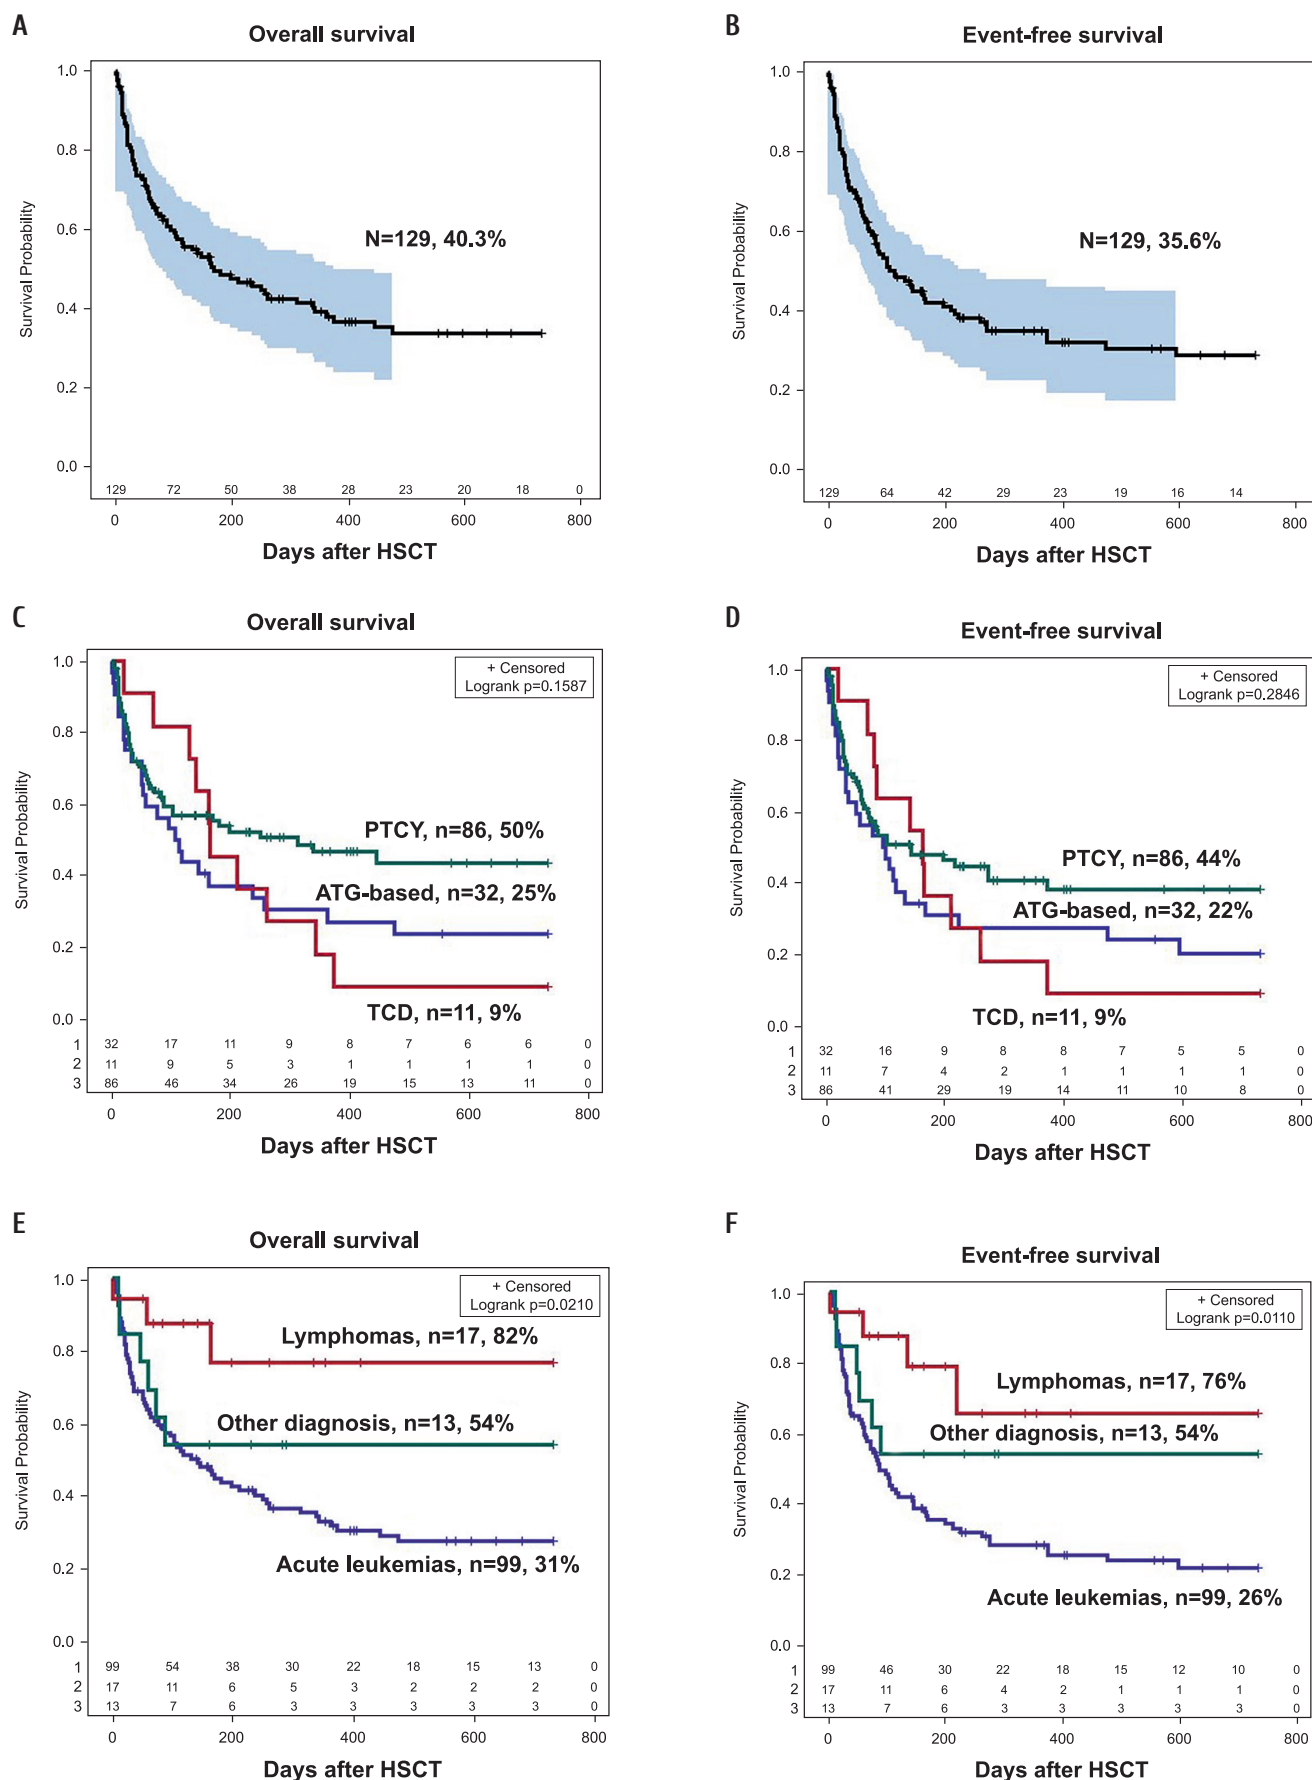 A
Overall survival
Survival Probability
1.0
0.8
0.6
0.4
0.2
0.0
N=129, 40.3%
129 72 50 38 28 23 20 18 0
0 200 400 600 800
Days after HSCT
B
Event-free survival
Survival Probability
1.0
0.8
0.6
0.4
0.2
0.0
N=129, 35.6%
129 64 42 29 23 19 16 14
0 200 400 600 800
Days after HSCT
C
Overall survival
Survival Probability
1.0
0.8
0.6
0.4
0.2
0.0
+ Censored
Logrank p=0.1587
PTCY, n=86, 50%
ATG-based, n=32, 25%
TCD, n=11, 9%
1 32 17 11 9 8 7 6 6 0
2 11 9 5 3 1 1 1 1 0
3 86 46 34 26 19 15 13 11 0
0 200 400 600 800
Days after HSCT
D
Event-free survival
Survival Probability
1.0
0.8
0.6
0.4
0.2
0.0
+ Censored
Logrank p=0.2846
PTCY, n=86, 44%
ATG-based, n=32, 22%
TCD, n=11, 9%
1 32 16 9 8 8 7 5 5 0
2 11 7 4 2 1 1 1 1 0
3 86 41 29 19 14 11 10 8 0
0 200 400 600 800
Days after HSCT
E
Overall survival
Survival Probability
1.0
0.8
0.6
0.4
0.2
0.0
+ Censored
Logrank p=0.0210
Lymphomas, n=17, 82%
Other diagnosis, n=13, 54%
Acute leukemias, n=99, 31%
1 99 54 38 30 22 18 15 13 0
2 17 11 6 5 3 2 2 2 0
3 13 7 6 3 3 3 3 3 0
0 200 400 600 800
Days after HSCT
F
Event-free survival
Survival Probability
1.0
0.8
0.6
0.4
0.2
0.0
+ Censored
Logrank p=0.0110
Lymphomas, n=17, 76%
Other diagnosis, n=13, 54%
Acute leukemias, n=99, 26%
1 99 46 30 22 18 15 12 10 0
2 17 11 6 4 2 1 1 1 0
3 13 7 6 3 3 3 3 3 0
0 200 400 600 800
Days after HSCT